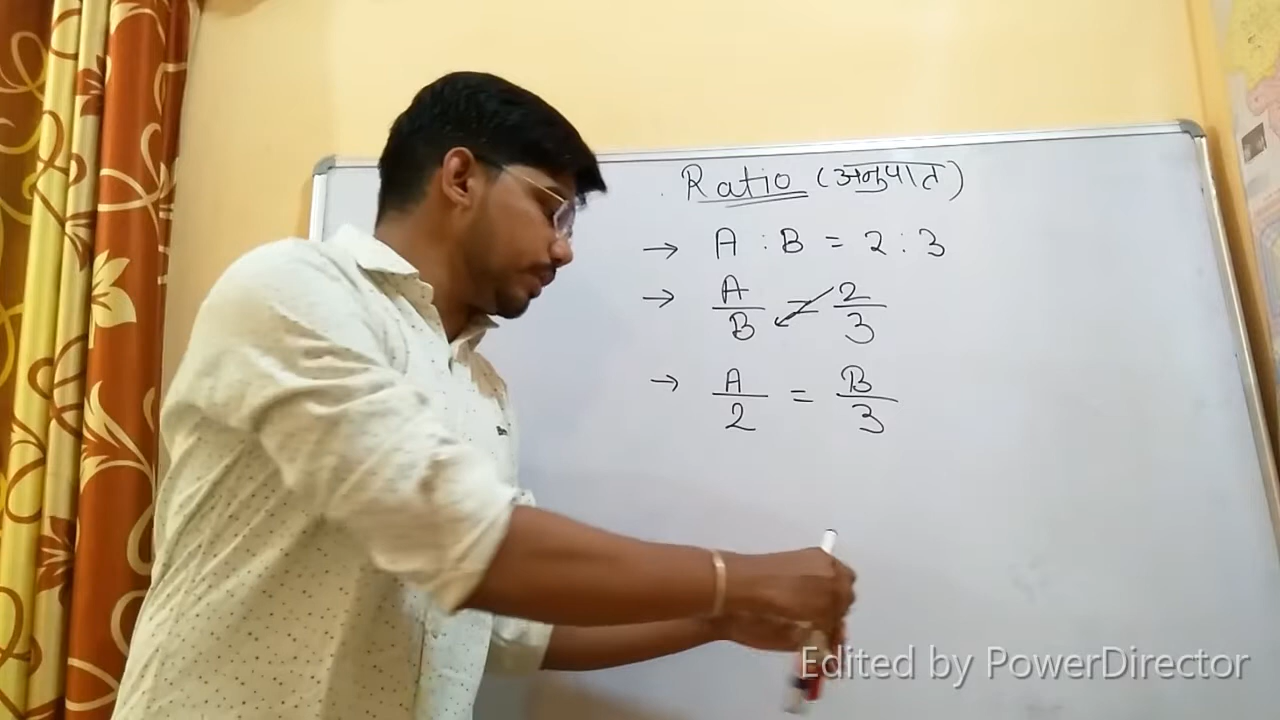 Ratio (अनुपात)
→ A : B = 2 : 3
→ A/B = 2/3
→ A/2 = B/3
Edited by PowerDirector